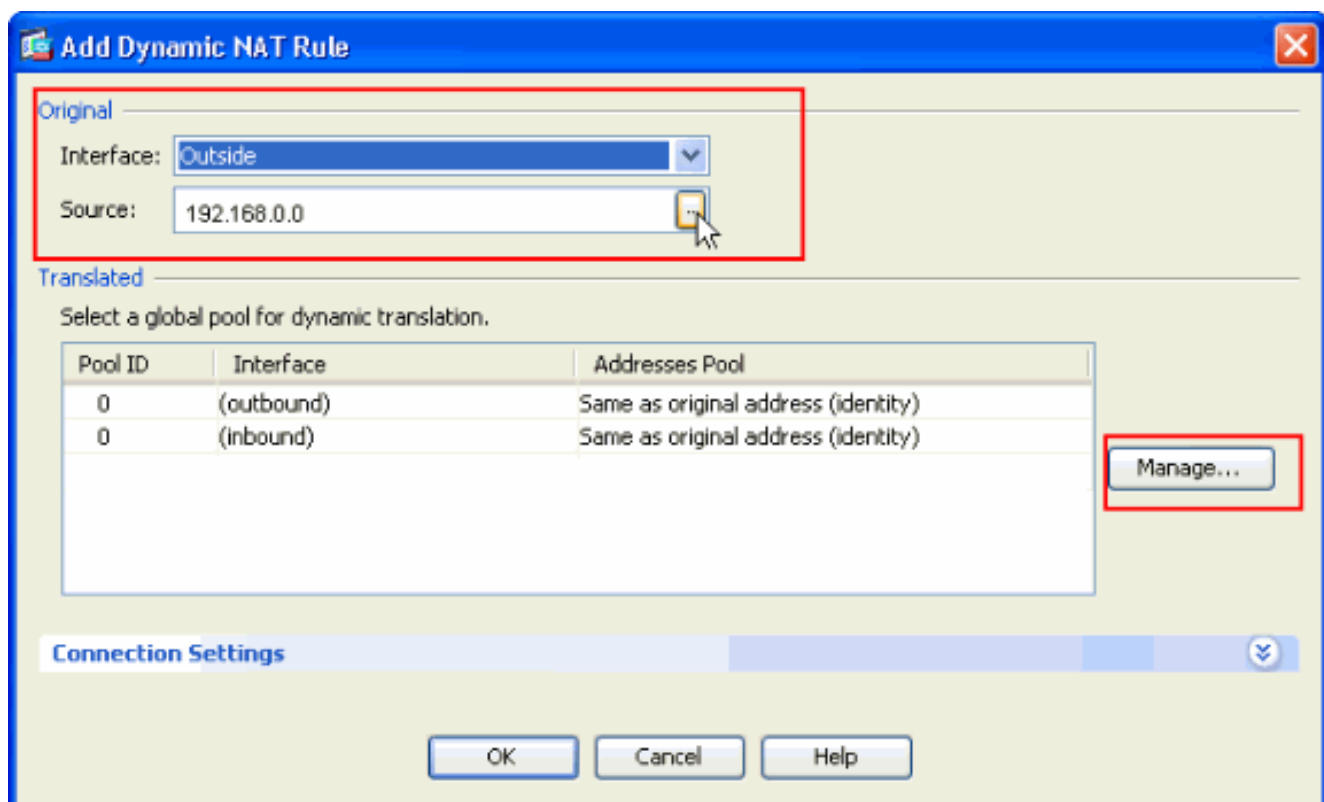 Add Dynamic NAT Rule
Original
Interface: Outside
Source: 192.168.0.0 ...
Translated
Select a global pool for dynamic translation.
Pool ID Interface Addresses Pool
0 (outbound) Same as original address (identity)
0 (inbound) Same as original address (identity)
Manage...
Connection Settings
OK Cancel Help